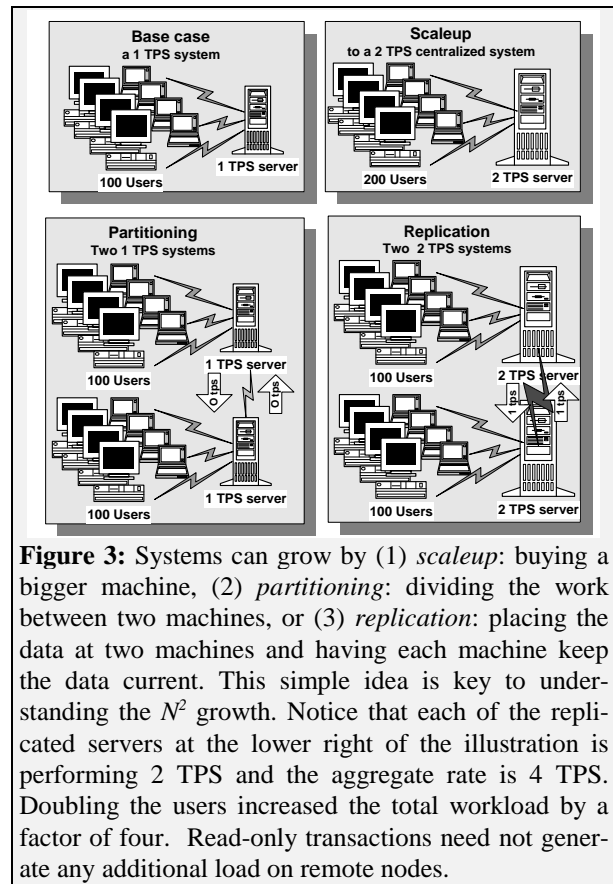 Base case
a 1 TPS system
100 Users
1 TPS server
Scaleup
to a 2 TPS centralized system
200 Users
2 TPS server
Partitioning
Two 1 TPS systems
1 TPS server
100 Users
O tps
O tps
1 TPS server
100 Users
Replication
Two 2 TPS systems
2 TPS server
100 Users
1 tps
1 tps
100 Users
2 TPS server
Figure 3: Systems can grow by (1) scaleup: buying a
bigger machine, (2) partitioning: dividing the work
between two machines, or (3) replication: placing the
data at two machines and having each machine keep
the data current. This simple idea is key to under-
standing the N² growth. Notice that each of the repli-
cated servers at the lower right of the illustration is
performing 2 TPS and the aggregate rate is 4 TPS.
Doubling the users increased the total workload by a
factor of four. Read-only transactions need not gener-
ate any additional load on remote nodes.